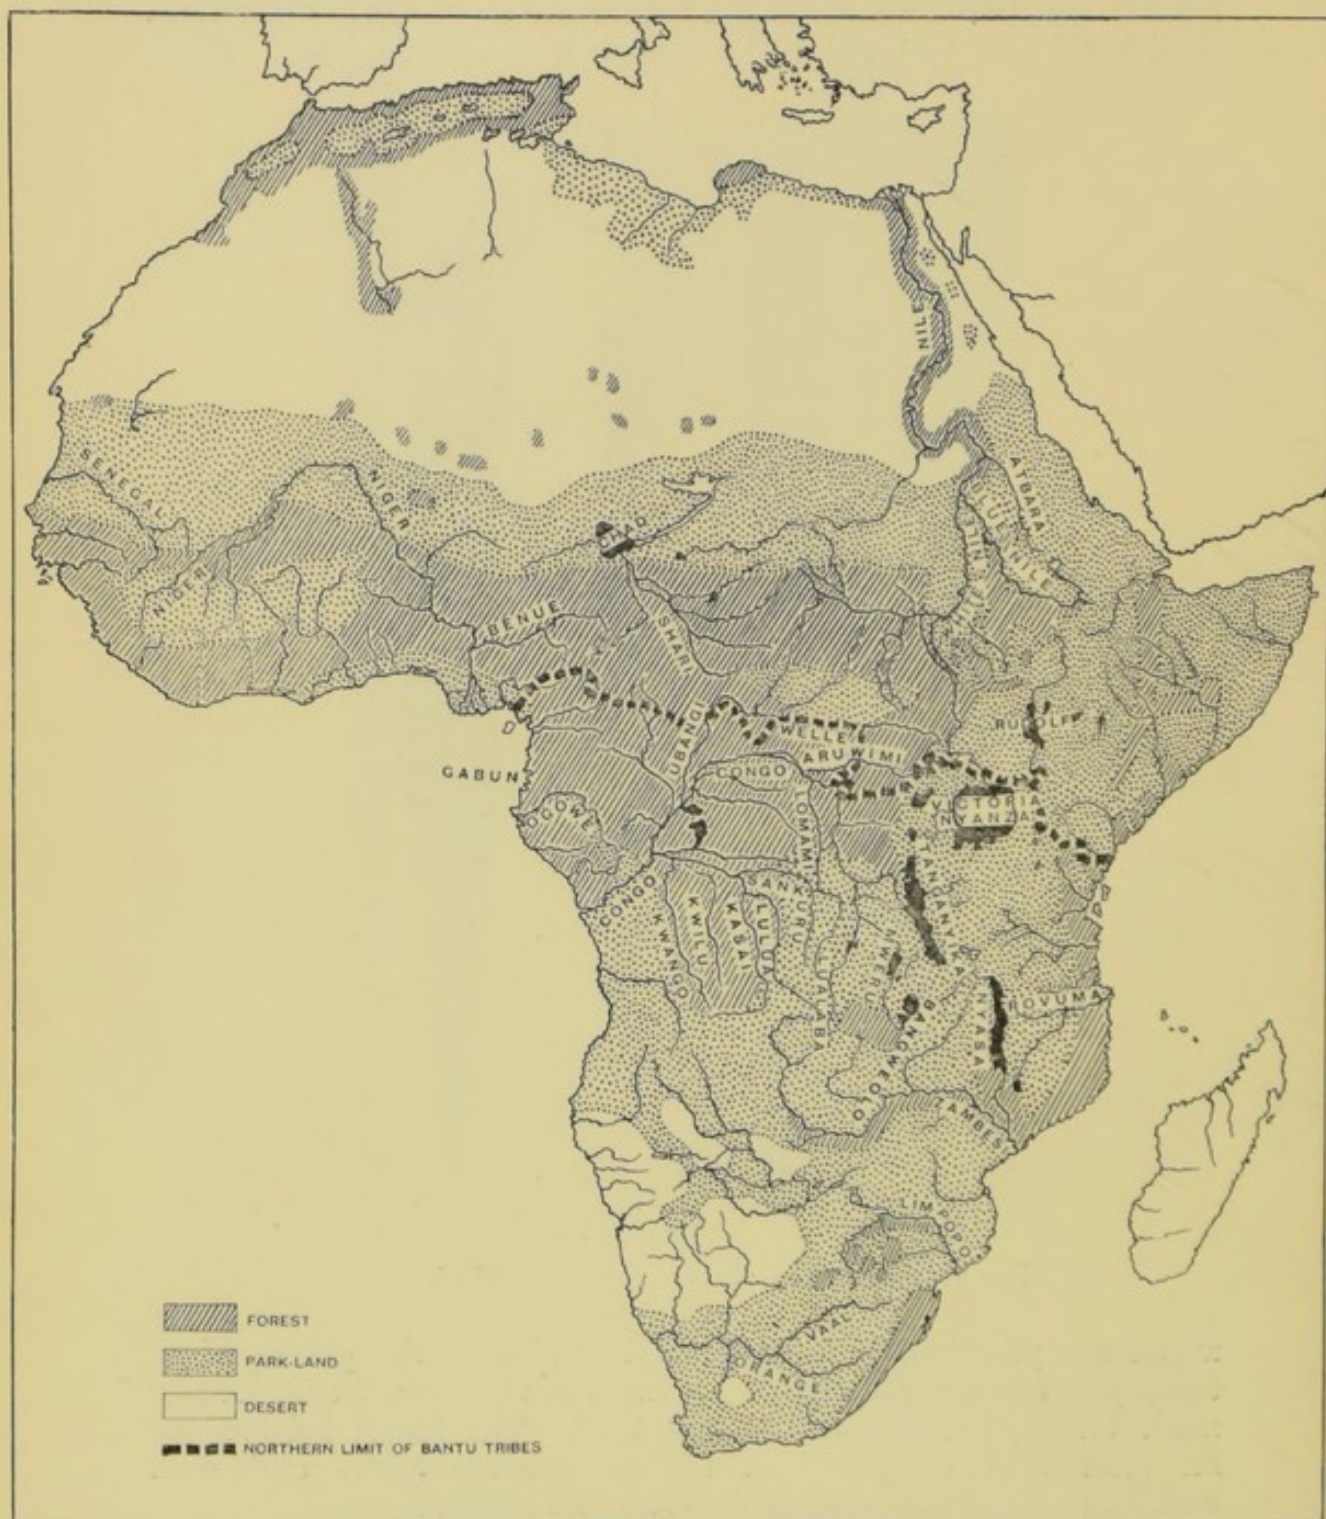 NILE
SENEGAL
NIGER
NIGER
CHAD
ATBARA
BLUE NILE
WHITE NILE
BENUE
SHARI
RUDOLF
UBANGI
WELLE
ARUWIMI
GABUN
CONGO
OGOWE
LOMAMI
VICTORIA
NYANZA
TANGANYKA
CONGO
KWANGO
KWILU
KASAI
LULUA
SANKURU
LUALABA
MWERU
BANGWEOLO
NYASA
ROVUMA
ZAMBESI
LIMPOPO
VAAL
ORANGE
FOREST
PARK-LAND
DESERT
NORTHERN LIMIT OF BANTU TRIBES